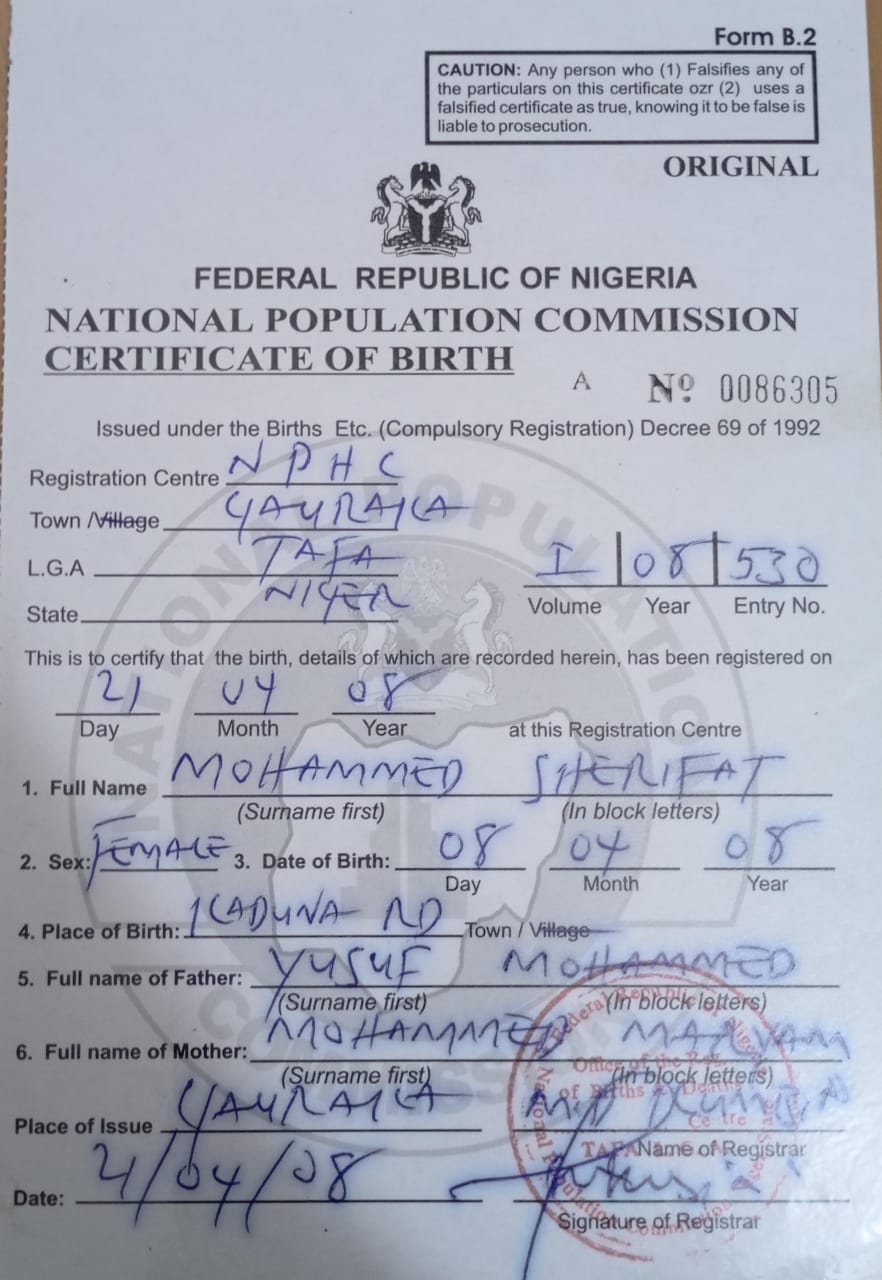 Form B.2
CAUTION: Any person who (1) Falsifies any of
the particulars on this certificate ozr (2) uses a
falsified certificate as true, knowing it to be false is
liable to prosecution.
ORIGINAL
FEDERAL REPUBLIC OF NIGERIA
NATIONAL POPULATION COMMISSION
CERTIFICATE OF BIRTH
A Nº 0086305
Issued under the Births Etc. (Compulsory Registration) Decree 69 of 1992
Registration Centre NPHC
Town /Village
L.G.A TAFA
State NIGER
I 08 530
Volume Year Entry No.
This is to certify that the birth, details of which are recorded herein, has been registered on
21 04 08
Day Month Year at this Registration Centre
1. Full Name MOHAMMED SHERIFAT
(Surname first) (In block letters)
2. Sex: FEMALE 3. Date of Birth: 08 04 08
Day Month Year
4. Place of Birth: KADUNA RD Town / Village
5. Full name of Father: YUSUF MOHAMMED
(Surname first) (In block letters)
6. Full name of Mother: MOHAMMED MARYAM
(Surname first) (In block letters)
Place of Issue
Name of Registrar
Date: 21/04/08
Signature of Registrar
NATIONAL POPULATION COMMISSION